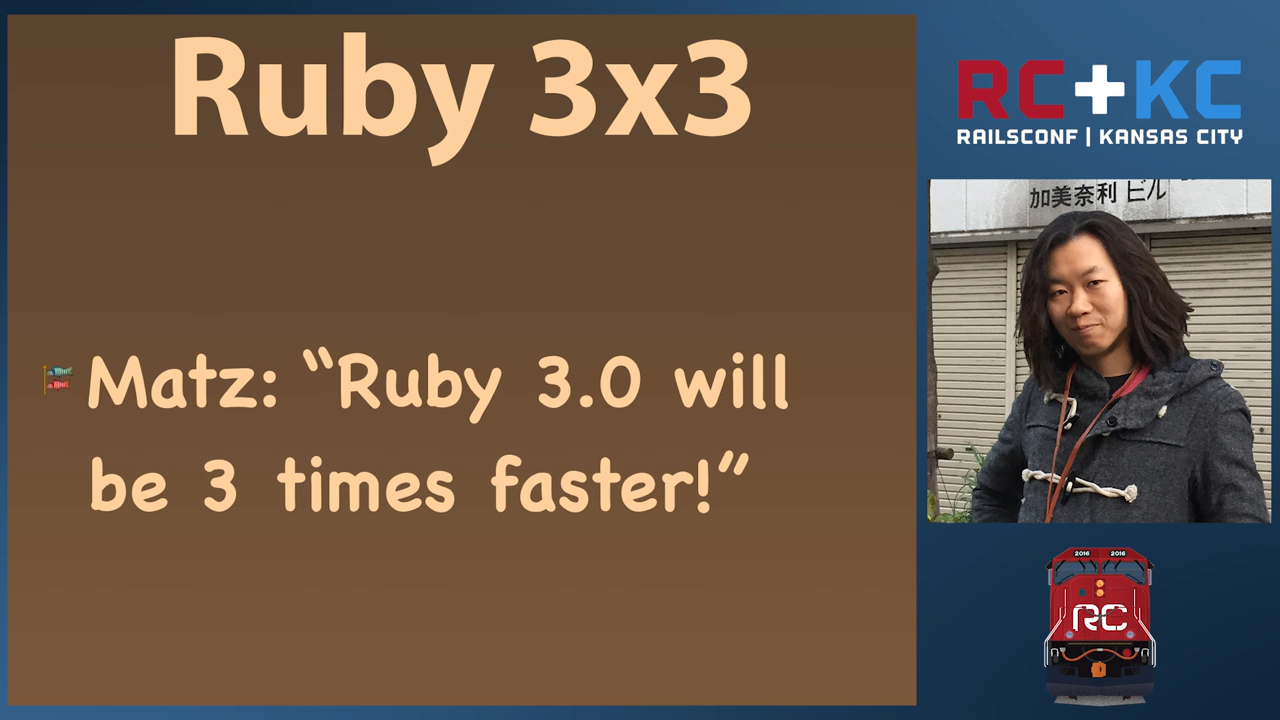 Ruby 3x3
Matz: “Ruby 3.0 will
be 3 times faster!”
RC+KC
RAILSCONF | KANSAS CITY
加美奈利 ビル
2016 2016
RC